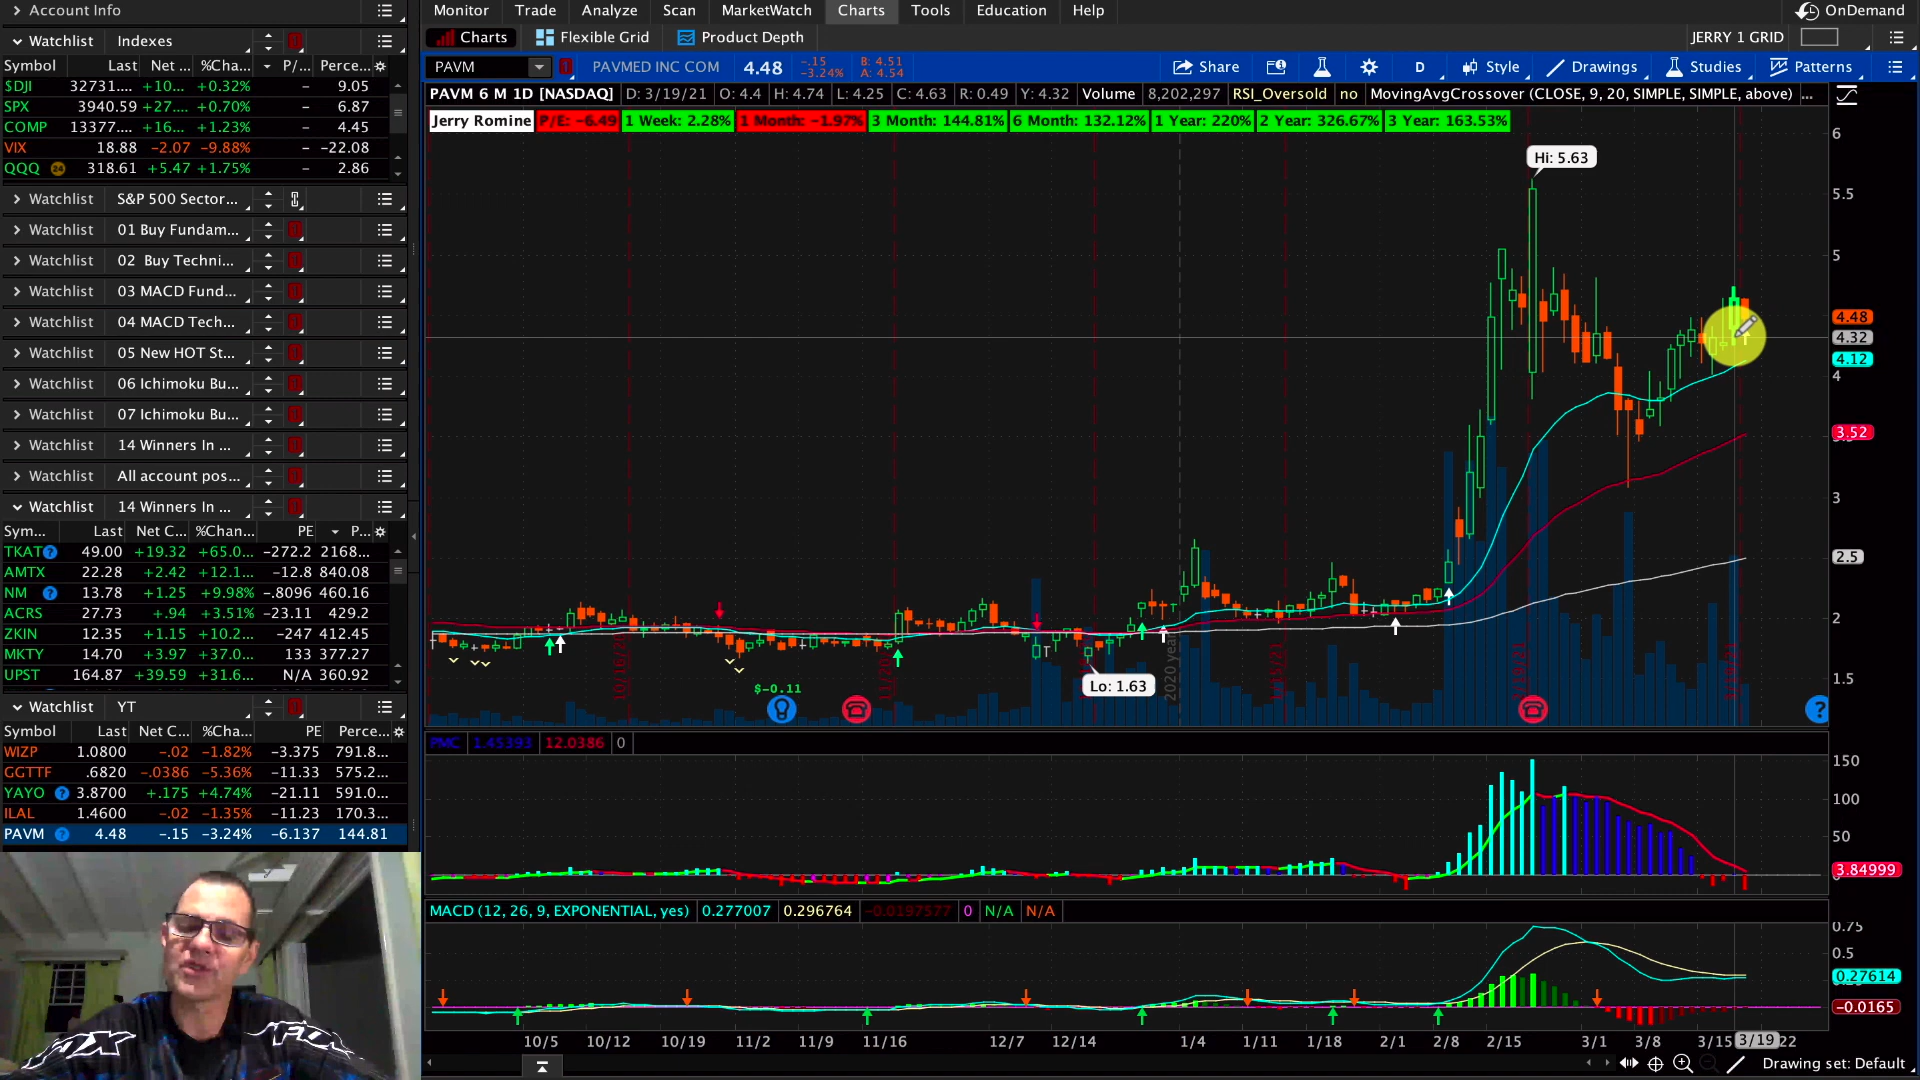 Account Info
Monitor Trade Analyze Scan MarketWatch Charts Tools Education Help OnDemand
Watchlist Indexes
Charts Flexible Grid Product Depth JERRY 1 GRID
Symbol Last Net ... %Cha... P/... Perce...
PAVM PAVMED INC COM 4.48 -.15 -3.24% B: 4.51 A: 4.54 Share D Style Drawings Studies Patterns
$DJI 32731.... +10... +0.32% – 9.05
SPX 3940.59 +27.... +0.70% – 6.87
COMP 13377.... +16... +1.23% – 4.45
VIX 18.88 -2.07 -9.88% – -22.08
QQQ 24 318.61 +5.47 +1.75% – 2.86
PAVM 6 M 1D [NASDAQ] D: 3/19/21 O: 4.4 H: 4.74 L: 4.25 C: 4.63 R: 0.49 Y: 4.32 Volume 8,202,297 RSI_Oversold no MovingAvgCrossover (CLOSE, 9, 20, SIMPLE, SIMPLE, above) ...
Jerry Romine P/E: -6.49 1 Week: 2.28% 1 Month: -1.97% 3 Month: 144.81% 6 Month: 132.12% 1 Year: 220% 2 Year: 326.67% 3 Year: 163.53%
Watchlist S&P 500 Sector...
Watchlist 01 Buy Fundam...
Watchlist 02 Buy Techni...
Watchlist 03 MACD Fund...
Watchlist 04 MACD Tech...
Watchlist 05 New HOT St...
Watchlist 06 Ichimoku Bu...
Watchlist 07 Ichimoku Bu...
Watchlist 14 Winners In ...
Watchlist All account pos...
Watchlist 14 Winners In ...
Sym... Last Net C... %Chan... PE P...
TKAT 49.00 +19.32 +65.0... -272.2 2168...
AMTX 22.28 +2.42 +12.1... -12.8 840.08
NM 13.78 +1.25 +9.98% -.8096 460.16
ACRS 27.73 +.94 +3.51% -23.11 429.2
ZKIN 12.35 +1.15 +10.2... -247 412.45
MKTY 14.70 +3.97 +37.0... 133 377.27
UPST 164.87 +39.59 +31.6... N/A 360.92
Watchlist YT
Symbol Last Net C... %Cha... PE Perce...
WIZP 1.0800 -.02 -1.82% -3.375 791.8...
GGTTF .6820 -.0386 -5.36% -11.33 575.2...
YAYO 3.8700 +.175 +4.74% -21.11 591.0...
ILAL 1.4600 -.02 -1.35% -11.23 170.3...
PAVM 4.48 -.15 -3.24% -6.137 144.81
6
Hi: 5.63
5.5
5
4.48
4.32
4.12
4
3.52
3
2.5
2
1.5
Lo: 1.63
$-0.11
10/16/20
2020 year
PMC 1.45393 12.0386 0
150
100
50
3.84999
MACD (12, 26, 9, EXPONENTIAL, yes) 0.277007 0.296764 -0.0197577 0 N/A N/A
0.75
0.5
0.27614
-0.0165
10/5 10/12 10/19 11/2 11/9 11/16 12/7 12/14 1/4 1/11 1/18 2/1 2/8 2/15 3/1 3/8 3/15 3/19 22
Drawing set: Default
FOX